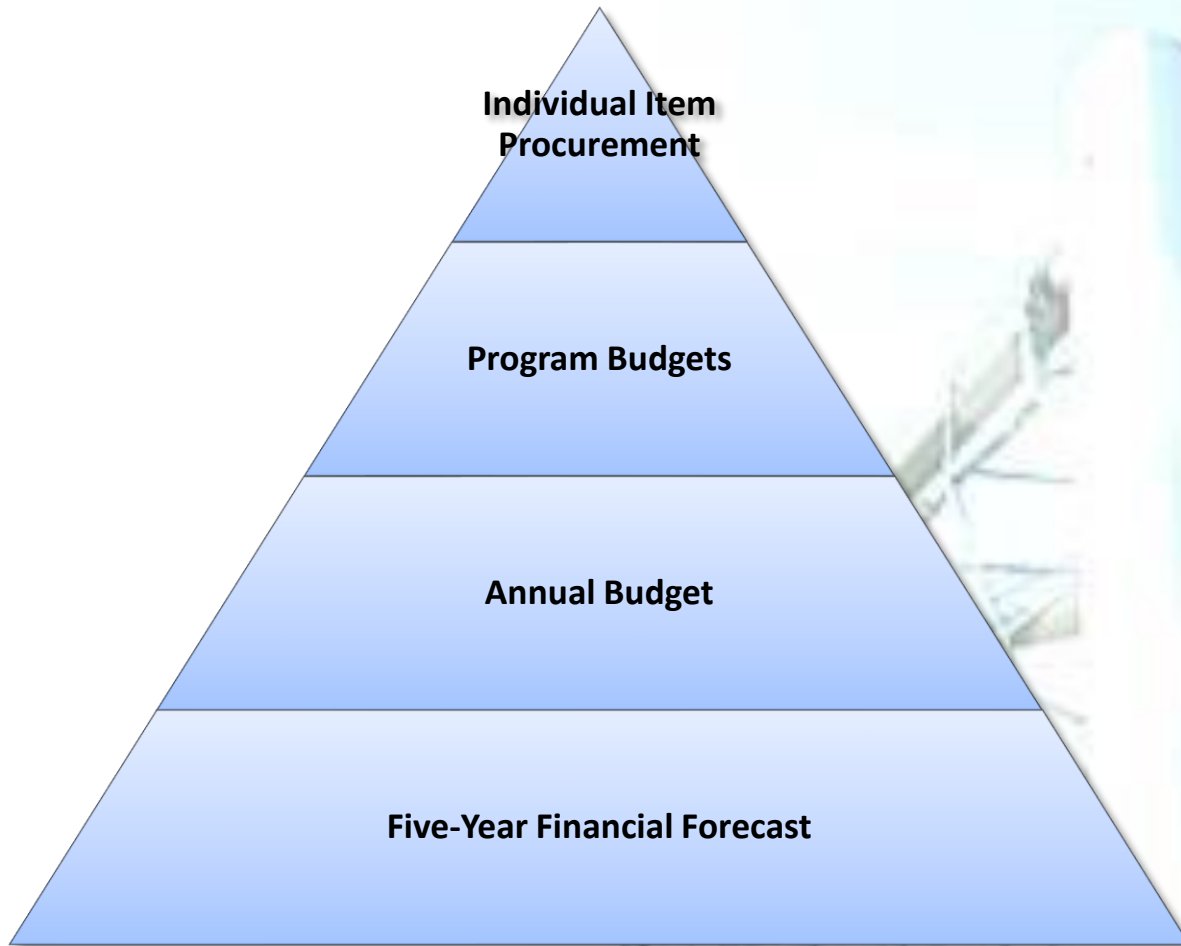 Individual Item
Procurement
Program Budgets
Annual Budget
Five-Year Financial Forecast